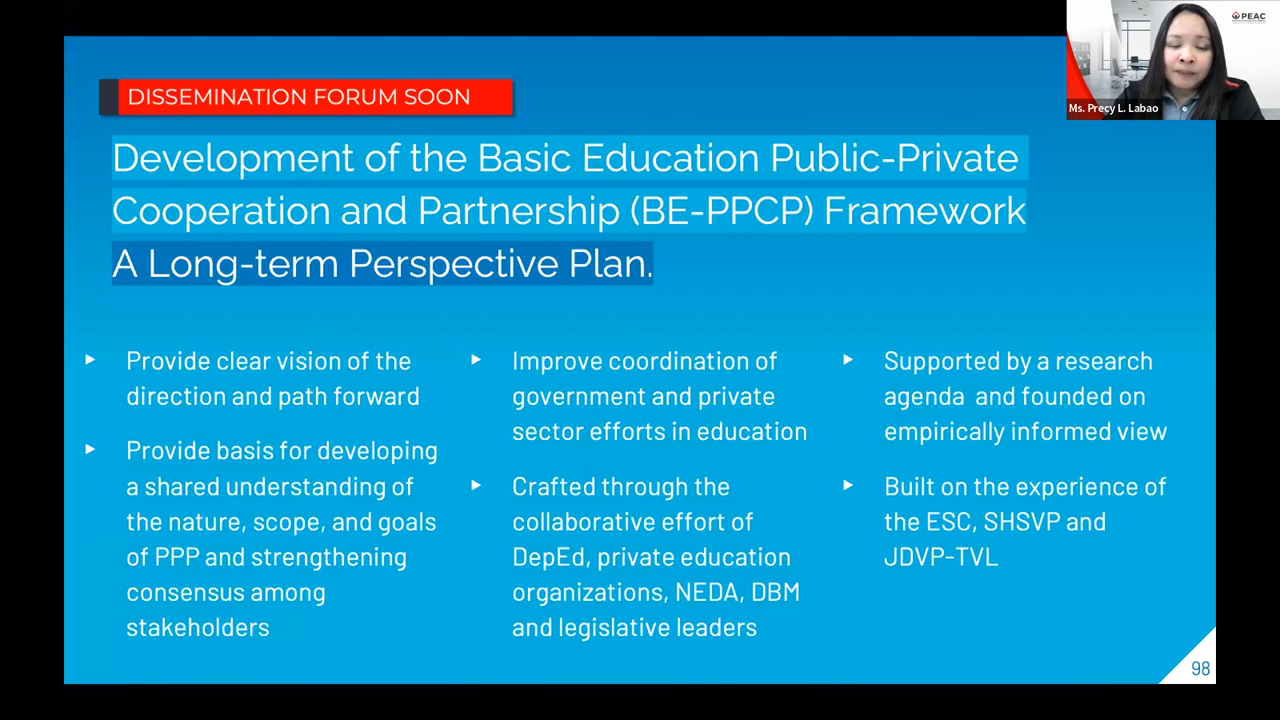 PEAC
Ms. Precy L. Labao
DISSEMINATION FORUM SOON
Development of the Basic Education Public-Private
Cooperation and Partnership (BE-PPCP) Framework
A Long-term Perspective Plan.
Provide clear vision of the
direction and path forward
Provide basis for developing
a shared understanding of
the nature, scope, and goals
of PPP and strengthening
consensus among
stakeholders
Improve coordination of
government and private
sector efforts in education
Crafted through the
collaborative effort of
DepEd, private education
organizations, NEDA, DBM
and legislative leaders
Supported by a research
agenda  and founded on
empirically informed view
Built on the experience of
the ESC, SHSVP and
JDVP-TVL
98